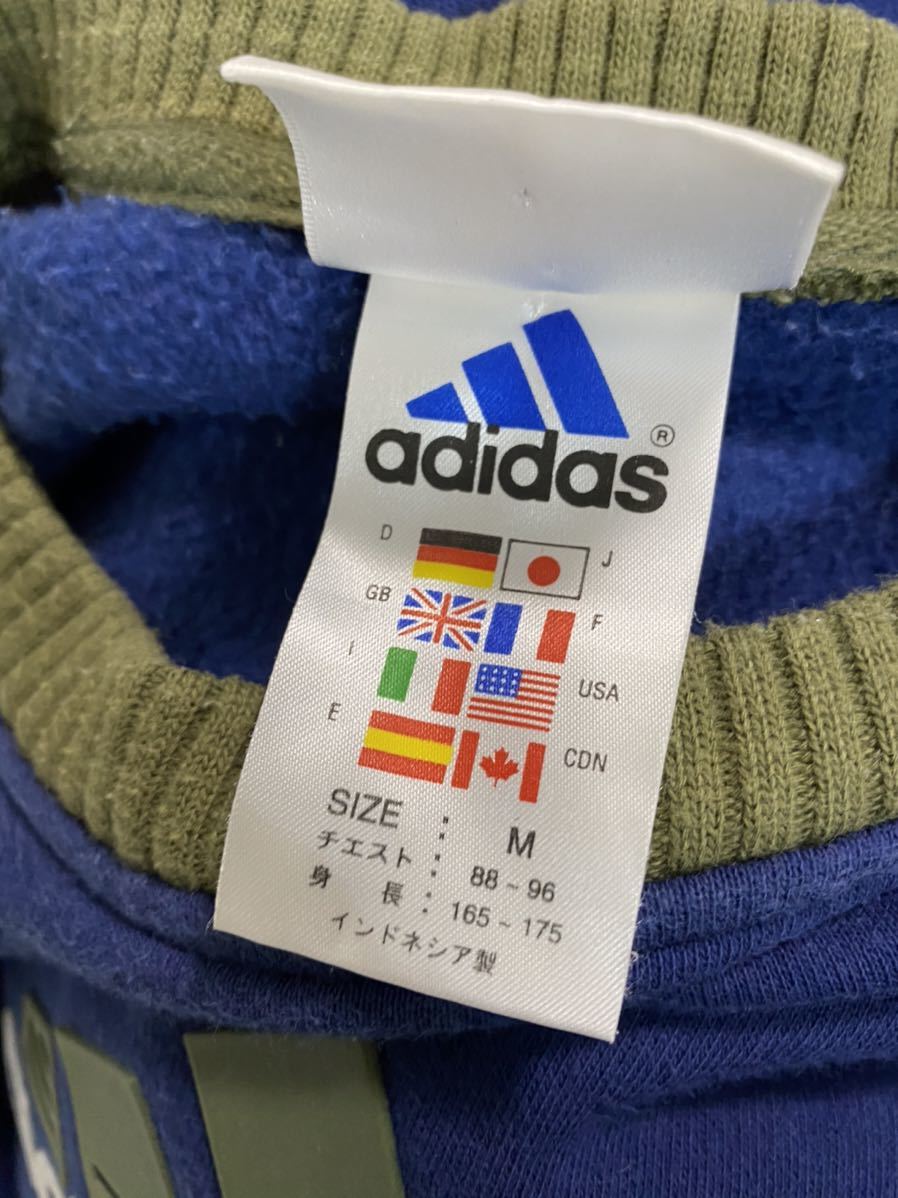 adidas®
D J
GB F
I USA
E CDN
SIZE : M
チエスト : 88~96
身長 : 165~175
インドネシア製